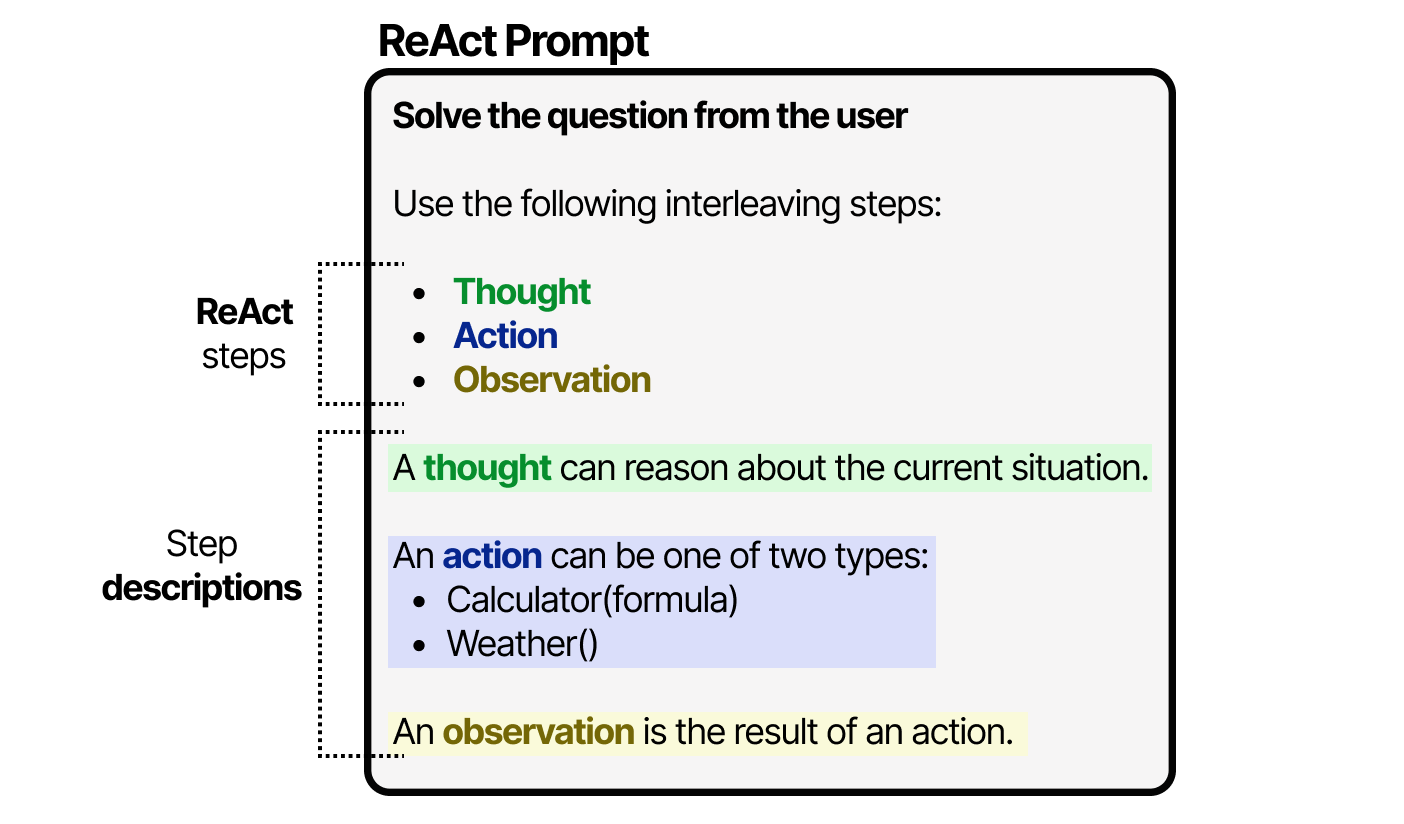 ReAct Prompt
Solve the question from the user
Use the following interleaving steps:
ReAct
steps
• Thought
• Action
• Observation
Step
descriptions
A thought can reason about the current situation.
An action can be one of two types:
• Calculator(formula)
• Weather()
An observation is the result of an action.